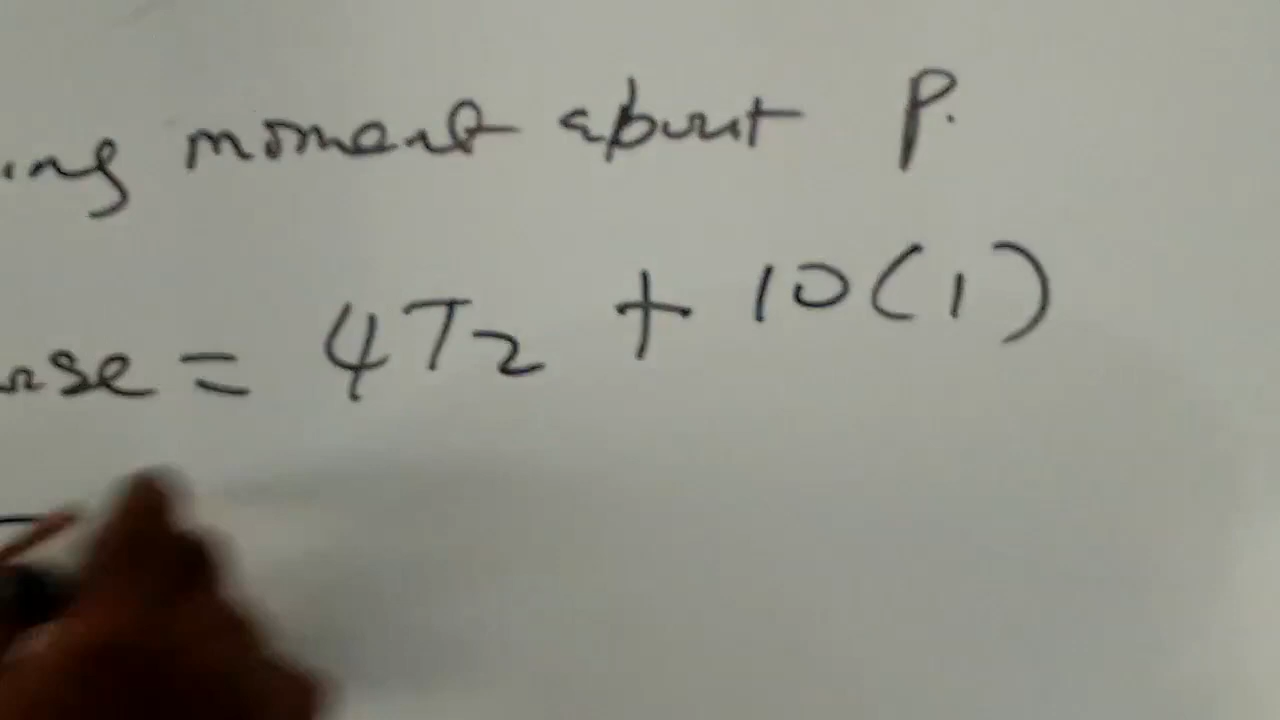 moment about P.
= 4T2 + 10(1)